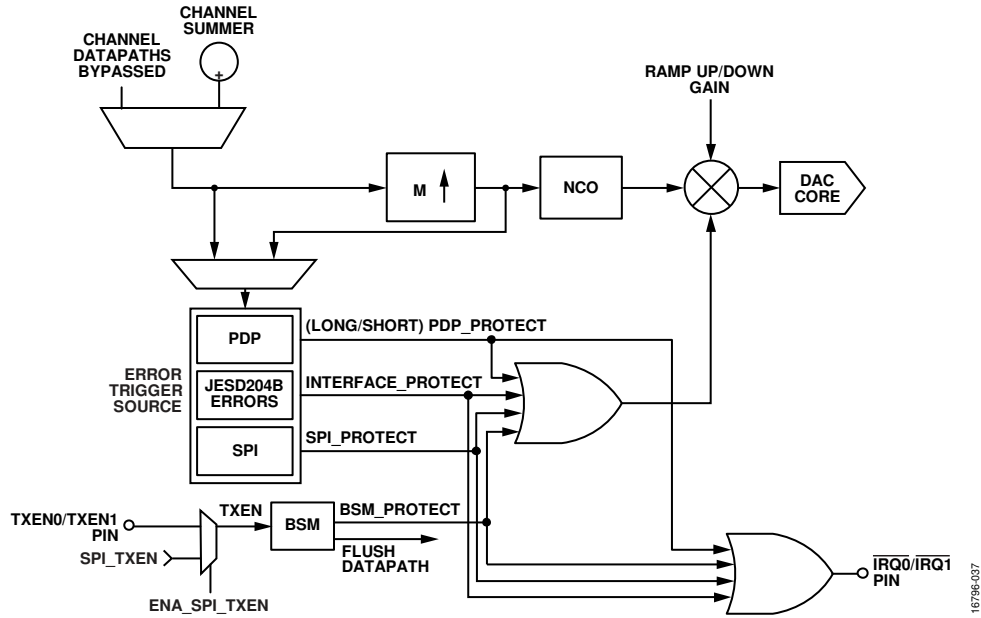 CHANNEL
SUMMER
CHANNEL
DATAPATHS
BYPASSED
+
RAMP UP/DOWN
GAIN
M
NCO
DAC
CORE
(LONG/SHORT) PDP_PROTECT
PDP
ERROR
TRIGGER
SOURCE
JESD204B
ERRORS
INTERFACE_PROTECT
SPI
SPI_PROTECT
TXEN0/TXEN1
PIN
TXEN
BSM
BSM_PROTECT
SPI_TXEN
FLUSH
DATAPATH
ENA_SPI_TXEN
IRQ0/IRQ1
PIN
16796-037